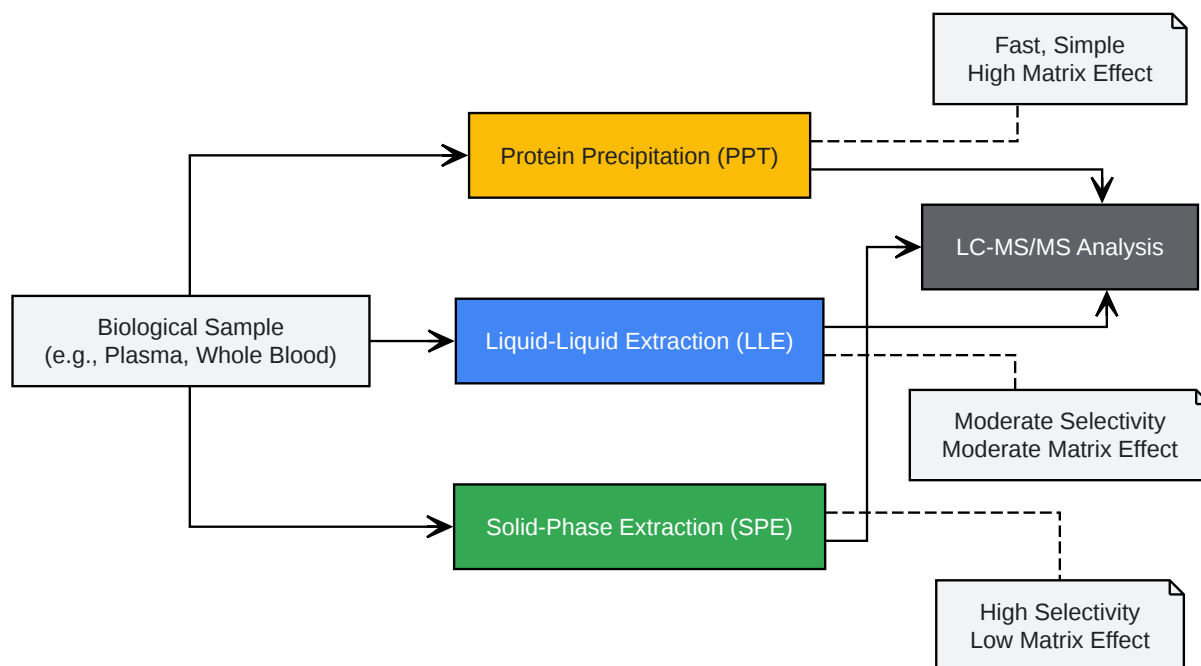 Fast, Simple
High Matrix Effect
Protein Precipitation (PPT)
LC-MS/MS Analysis
Biological Sample
(e.g., Plasma, Whole Blood)
Liquid-Liquid Extraction (LLE)
Moderate Selectivity
Moderate Matrix Effect
Solid-Phase Extraction (SPE)
High Selectivity
Low Matrix Effect